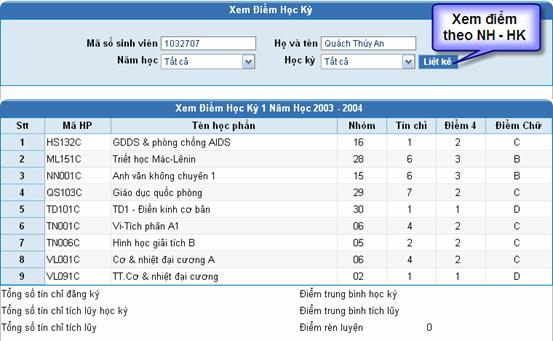 Xem Điểm Học Kỳ
Xem điểm theo NH - HK
Mã số sinh viên 1032707 Họ và tên Quách Thúy An
Năm học Tất cả Học kỳ Tất cả Liệt kê
Xem Điểm Học Kỳ 1 Năm Học 2003 - 2004
Stt Mã HP Tên học phần Nhóm Tín chỉ Điểm 4 Điểm Chữ
1 HS132C GDDS & phòng chống AIDS 16 1 2 C
2 ML151C Triết học Mác-Lênin 28 6 3 B
3 NN001C Anh văn không chuyên 1 15 6 3 B
4 QS103C Giáo dục quốc phòng 29 7 2 C
5 TD101C TD1 - Điền kinh cơ bản 30 1 1 D
6 TN001C Vi-Tích phân A1 06 4 2 C
7 TN006C Hình học giải tích B 05 2 2 C
8 VL001C Cơ & nhiệt đại cương A 06 4 2 C
9 VL091C TT.Cơ & nhiệt đại cương 02 1 1 D
Tổng số tín chỉ đăng ký Điểm trung bình học kỳ
Tổng số tín chỉ tích lũy học kỳ Điểm trung bình tích lũy
Tổng số tín chỉ tích lũy Điểm rèn luyện 0